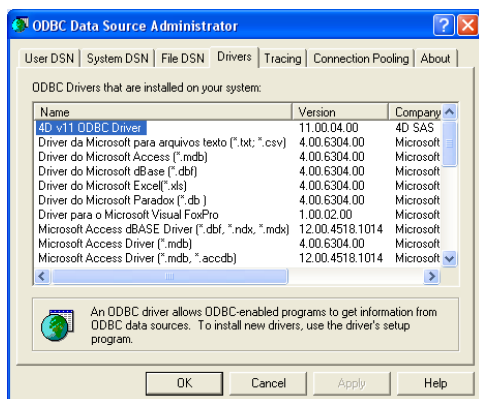 ODBC Data Source Administrator
User DSN System DSN File DSN Drivers Tracing Connection Pooling About
ODBC Drivers that are installed on your system:
Name Version Company
4D v11 ODBC Driver 11.00.04.00 4D SAS
Driver da Microsoft para arquivos texto (*.txt; *.csv) 4.00.6304.00 Microsoft
Driver do Microsoft Access (*.mdb) 4.00.6304.00 Microsoft
Driver do Microsoft dBase (*.dbf) 4.00.6304.00 Microsoft
Driver do Microsoft Excel(*.xls) 4.00.6304.00 Microsoft
Driver do Microsoft Paradox (*.db ) 4.00.6304.00 Microsoft
Driver para o Microsoft Visual FoxPro 1.00.02.00 Microsoft
Microsoft Access dBASE Driver (*.dbf, *.ndx, *.mdx) 12.00.4518.1014 Microsoft
Microsoft Access Driver (*.mdb) 4.00.6304.00 Microsoft
Microsoft Access Driver (*.mdb, *.accdb) 12.00.4518.1014 Microsoft
An ODBC driver allows ODBC-enabled programs to get information from
ODBC data sources. To install new drivers, use the driver's setup
program.
OK Cancel Apply Help